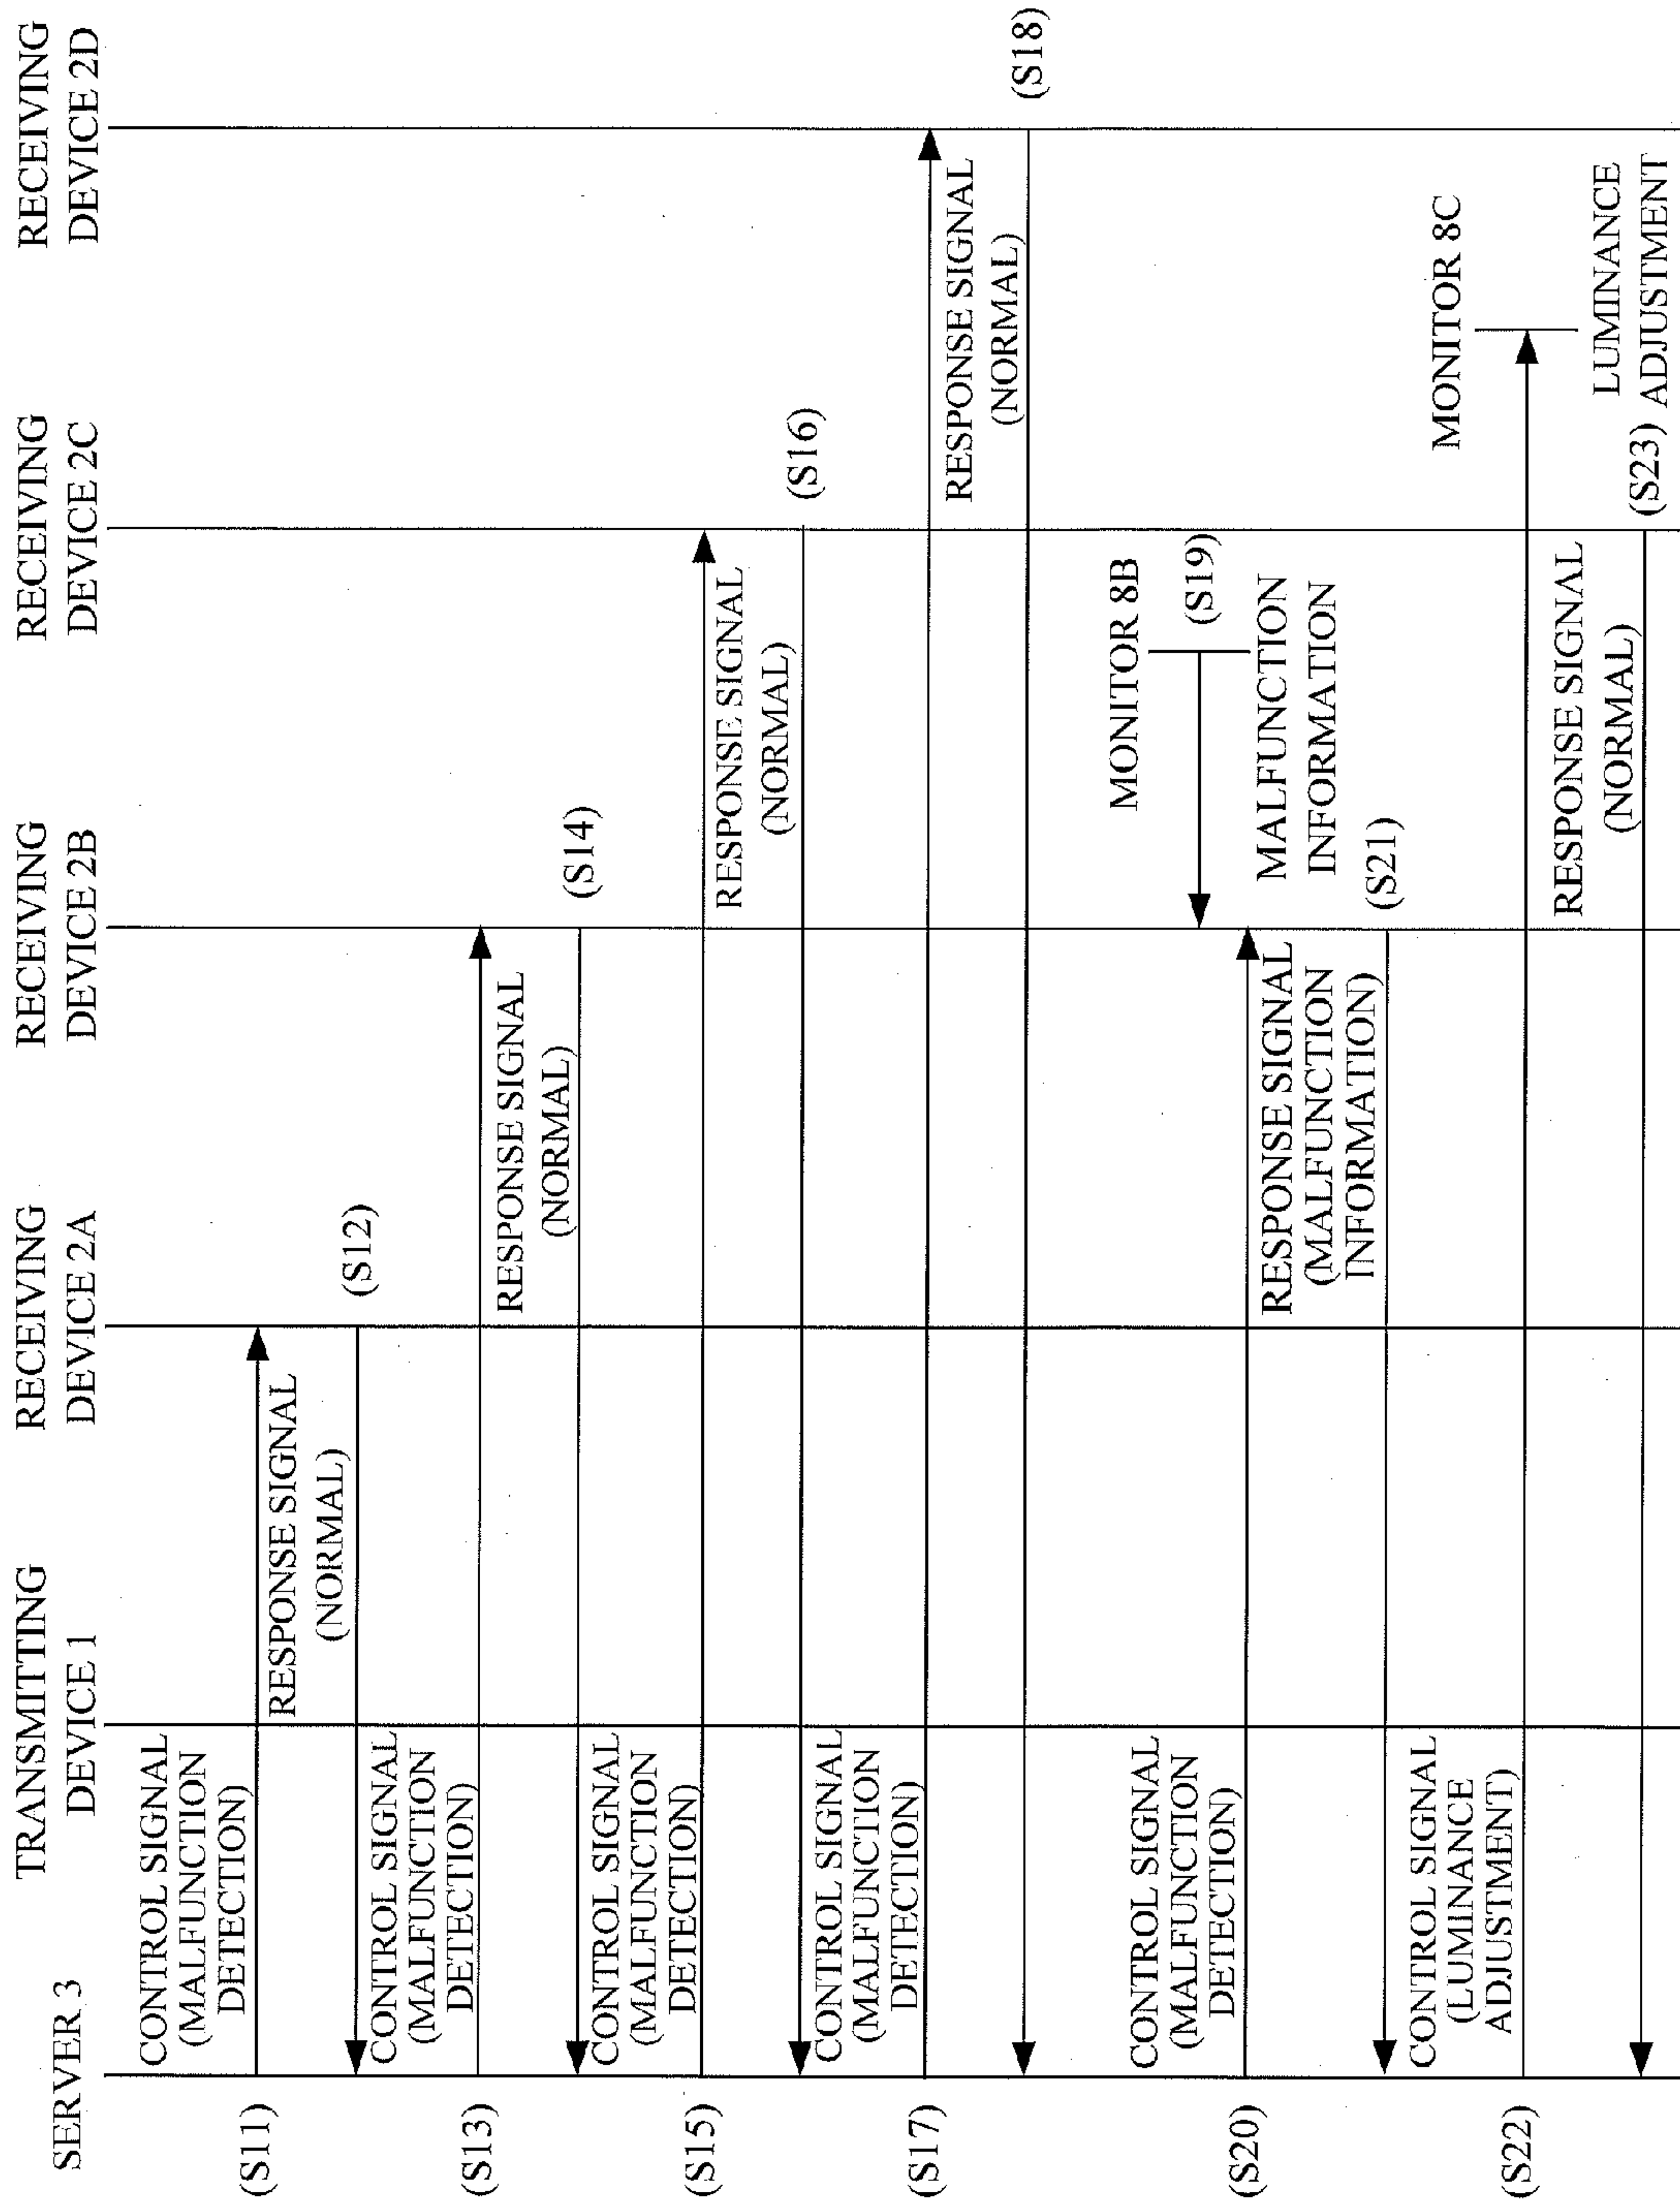 SERVER 3
TRANSMITTING
DEVICE 1
RECEIVING
DEVICE 2A
RECEIVING
DEVICE 2B
RECEIVING
DEVICE 2C
RECEIVING
DEVICE 2D
(S11)
CONTROL SIGNAL
(MALFUNCTION
DETECTION)
RESPONSE SIGNAL
(NORMAL)
(S12)
(S13)
CONTROL SIGNAL
(MALFUNCTION
DETECTION)
RESPONSE SIGNAL
(NORMAL)
(S14)
(S15)
CONTROL SIGNAL
(MALFUNCTION
DETECTION)
RESPONSE SIGNAL
(NORMAL)
(S16)
(S17)
CONTROL SIGNAL
(MALFUNCTION
DETECTION)
RESPONSE SIGNAL
(NORMAL)
(S18)
MONITOR 8B
(S19)
MALFUNCTION
INFORMATION
(S20)
CONTROL SIGNAL
(MALFUNCTION
DETECTION)
RESPONSE SIGNAL
(MALFUNCTION
INFORMATION)
(S21)
(S22)
CONTROL SIGNAL
(LUMINANCE
ADJUSTMENT)
MONITOR 8C
LUMINANCE
ADJUSTMENT
RESPONSE SIGNAL
(NORMAL)
(S23)